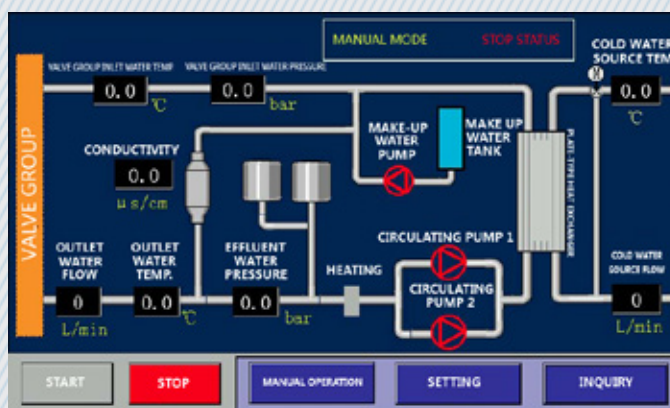 MANUAL MODE STOP STATUS
COLD WATER
SOURCE TEM
VALVE GROUP INLET WATER TEMP
VALVE GROUP INLET WATER PRESSURE
0.0
℃
0.0
bar
0.0
℃
VALVE GROUP
CONDUCTIVITY
0.0
μs/cm
MAKE-UP
WATER
PUMP
MAKE UP
WATER
TANK
PLATE-TYPE HEAT EXCHANGER
OUTLET
WATER
FLOW
0
L/min
OUTLET
WATER
TEMP.
0.0
℃
EFFLUENT
WATER
PRESSURE
0.0
bar
HEATING
CIRCULATING PUMP 1
CIRCULATING
PUMP 2
COLD WATER
SOURCE FLOW
0
L/min
START
STOP
MANUAL OPERATION
SETTING
INQUIRY